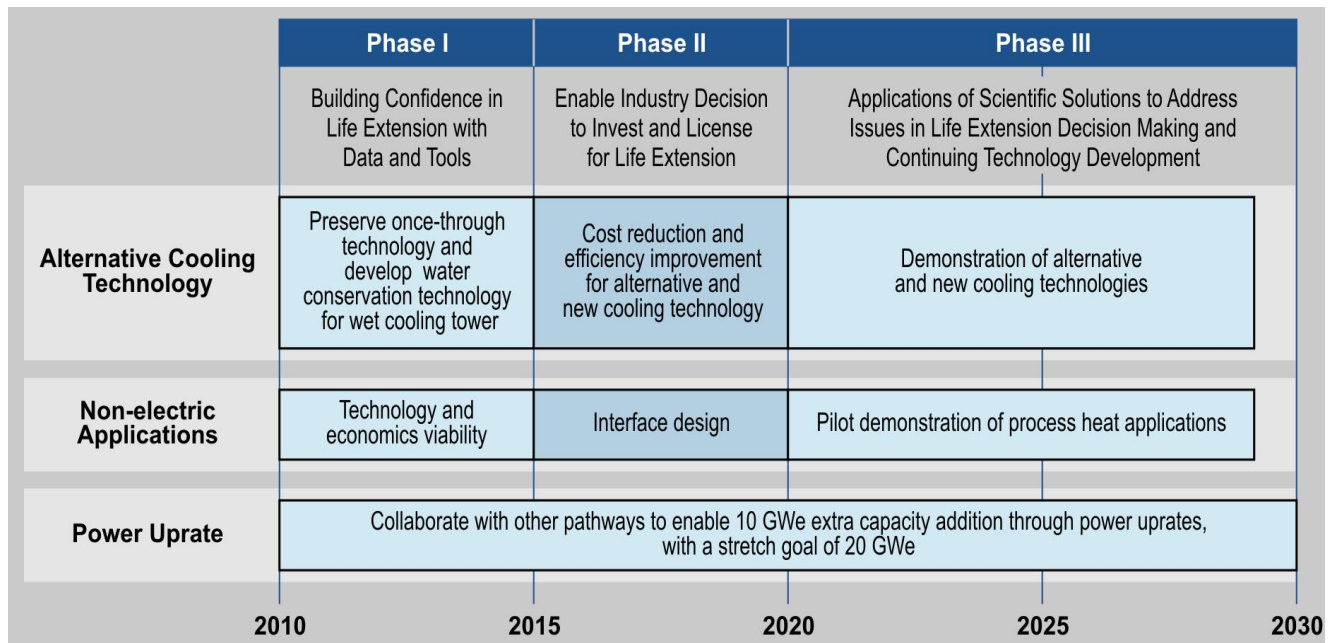 Phase I
Phase II
Phase III
Building Confidence in
Life Extension with
Data and Tools
Enable Industry Decision
to Invest and License
for Life Extension
Applications of Scientific Solutions to Address
Issues in Life Extension Decision Making and
Continuing Technology Development
Alternative Cooling
Technology
Preserve once-through
technology and
develop water
conservation technology
for wet cooling tower
Cost reduction and
efficiency improvement
for alternative and
new cooling technology
Demonstration of alternative
and new cooling technologies
Non-electric
Applications
Technology and
economics viability
Interface design
Pilot demonstration of process heat applications
Power Uprate
Collaborate with other pathways to enable 10 GWe extra capacity addition through power uprates,
with a stretch goal of 20 GWe
2010
2015
2020
2025
2030